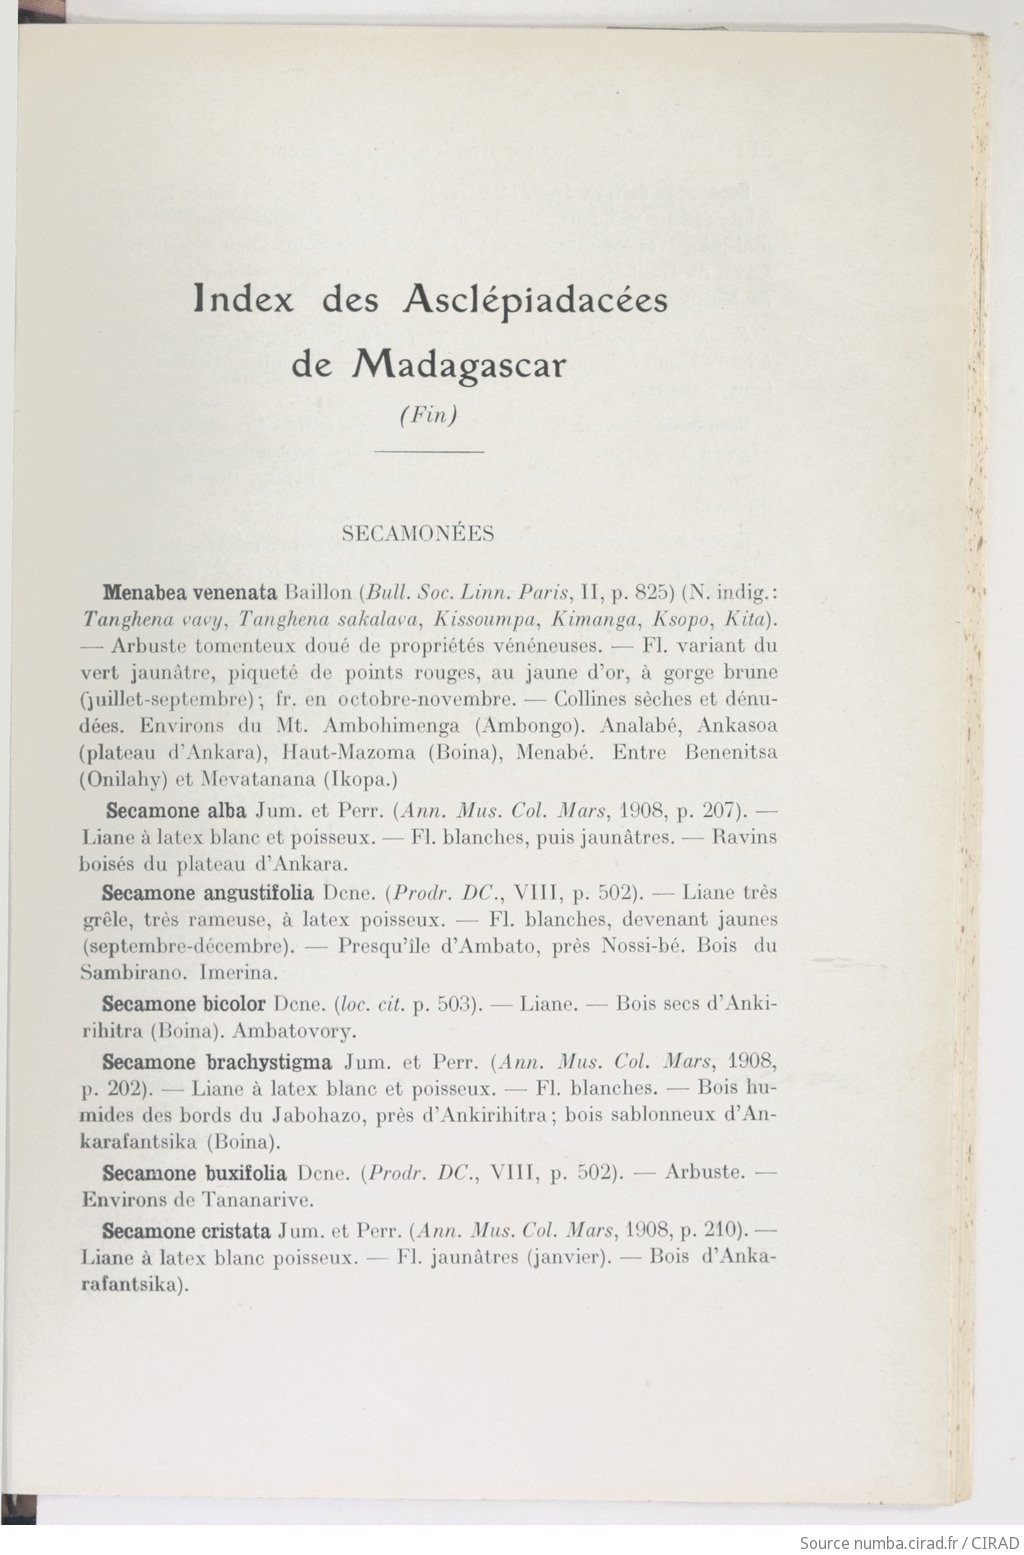 Index des Asclépiadacées
de Madagascar
(Fin)
SECAMONÉES
Menabea venenata Baillon (Bull. Soc. Linn. Paris, II, p. 825) (N. indig.:
Tanghena vavy, Tanghena sakalava, Kissoumpa, Kimanga, Ksopo, Kita).
— Arbuste tomenteux doué de propriétés vénéneuses. — Fl. variant du
vert jaunâtre, piqueté de points rouges, au jaune d'or, à gorge brune
(juillet-septembre); fr. en octobre-novembre. — Collines sèches et dénu-
dées. Environs du Mt. Ambohimenga (Ambongo). Analabé, Ankasoa
(plateau d'Ankara), Haut-Mazoma (Boina), Menabé. Entre Benenitsa
(Onilahy) et Mevatanana (Ikopa.)
Secamone alba Jum. et Perr. (Ann. Mus. Col. Mars, 1908, p. 207). —
Liane à latex blanc et poisseux. — Fl. blanches, puis jaunâtres. — Ravins
boisés du plateau d'Ankara.
Secamone angustifolia Dcne. (Prodr. DC., VIII, p. 502). — Liane très
grêle, très rameuse, à latex poisseux. — Fl. blanches, devenant jaunes
(septembre-décembre). — Presqu'île d'Ambato, près Nossi-bé. Bois du
Sambirano. Imerina.
Secamone bicolor Dcne. (loc. cit. p. 503). — Liane. — Bois secs d'Anki-
rihitra (Boina). Ambatovory.
Secamone brachystigma Jum. et Perr. (Ann. Mus. Col. Mars, 1908,
p. 202). — Liane à latex blanc et poisseux. — Fl. blanches. — Bois hu-
mides des bords du Jabohazo, près d'Ankirihitra; bois sablonneux d'An-
karafantsika (Boina).
Secamone buxifolia Dcne. (Prodr. DC., VIII, p. 502). — Arbuste. —
Environs de Tananarive.
Secamone cristata Jum. et Perr. (Ann. Mus. Col. Mars, 1908, p. 210). —
Liane à latex blanc poisseux. — Fl. jaunâtres (janvier). — Bois d'Anka-
rafantsika).
Source numba.cirad.fr / CIRAD